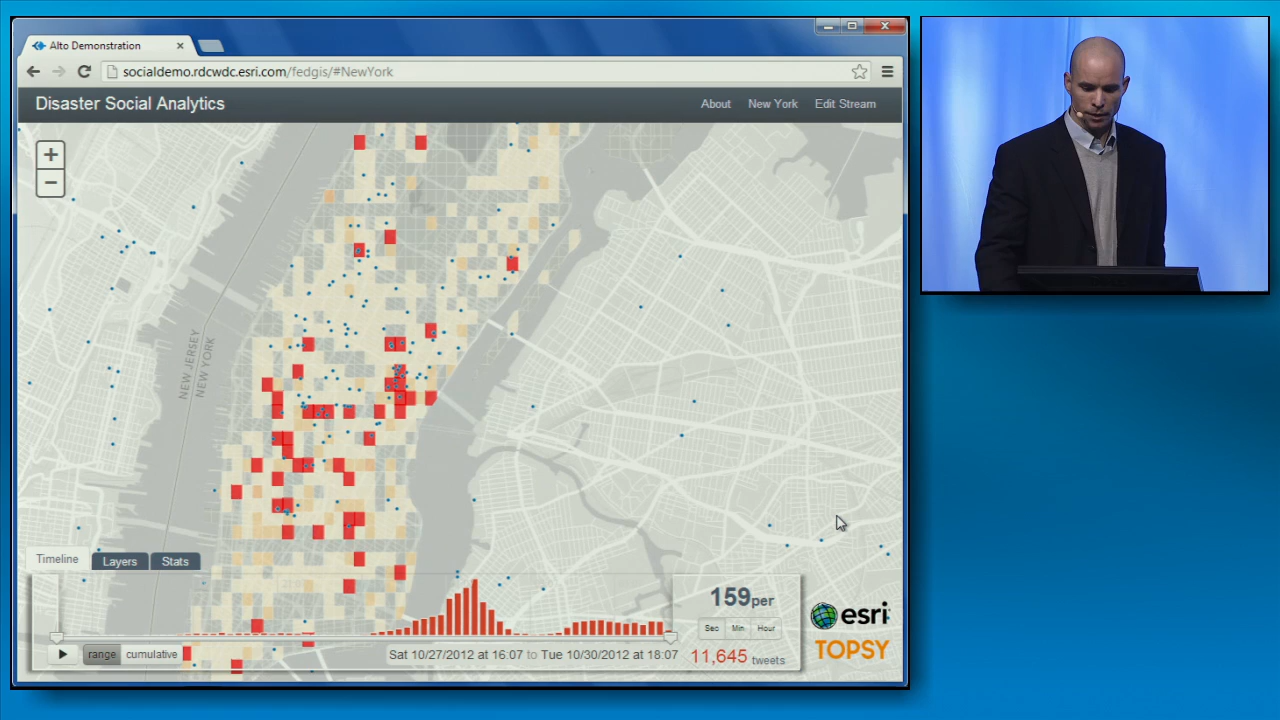 Alto Demonstration
socialdemo.rdcwdc.esri.com/fedgis/#NewYork
Disaster Social Analytics
About New York Edit Stream
+
−
NEW JERSEY
NEW YORK
Timeline Layers Stats
159per
Sec Min Hour
range cumulative
Sat 10/27/2012 at 16:07 to Tue 10/30/2012 at 18:07
11,645 tweets
esri
TOPSY